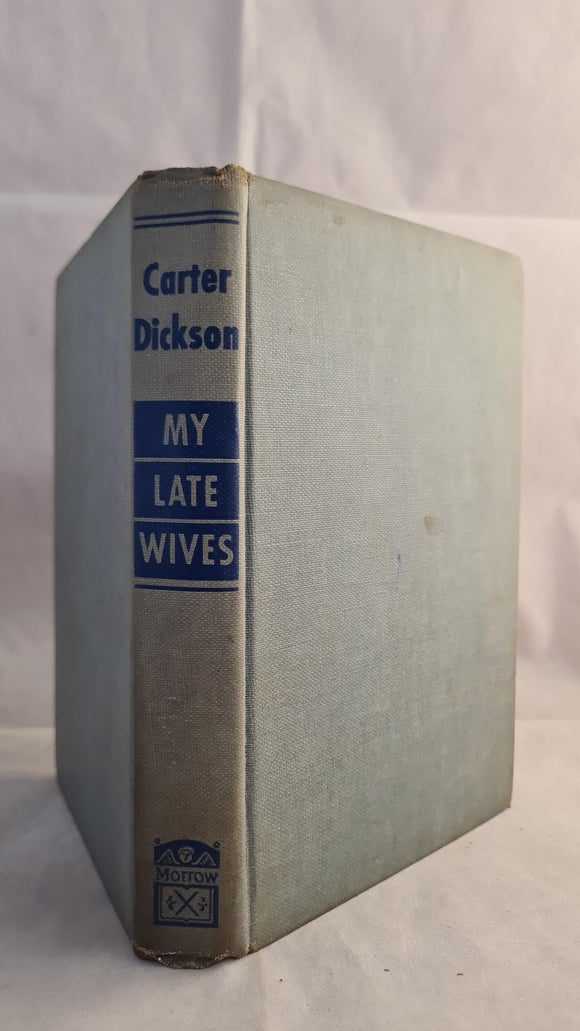 Carter
Dickson
MY
LATE
WIVES
Morrow